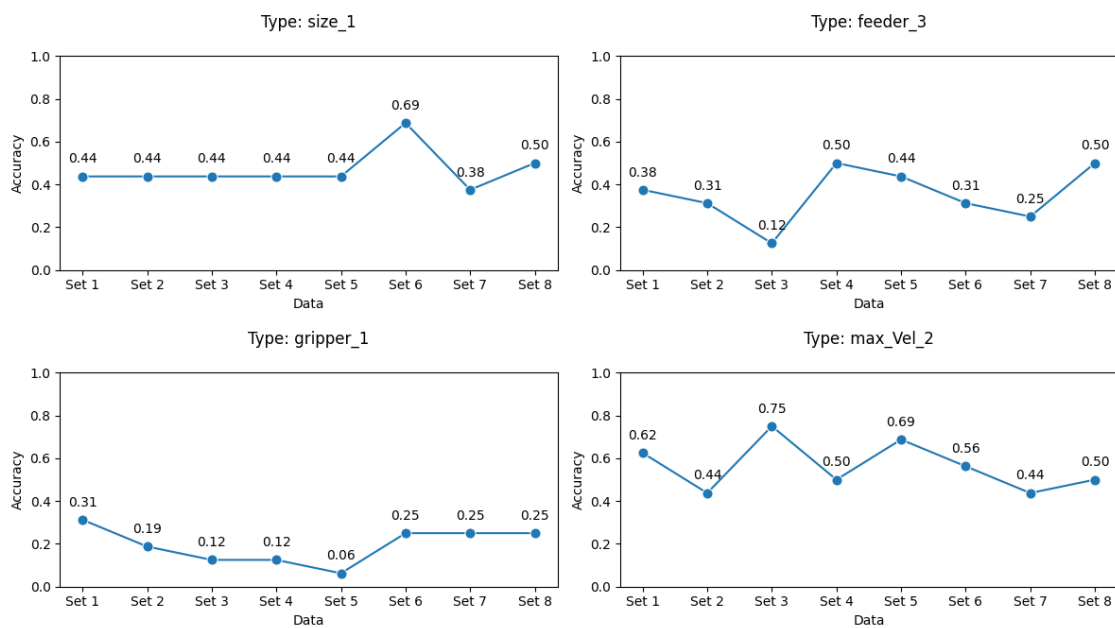 Type: size_1
1.0
0.8
0.6
0.4
0.2
0.0
Accuracy
0.44 0.44 0.44 0.44 0.44 0.69 0.38 0.50
Set 1 Set 2 Set 3 Set 4 Set 5 Set 6 Set 7 Set 8
Data
Type: feeder_3
1.0
0.8
0.6
0.4
0.2
0.0
Accuracy
0.38 0.31 0.12 0.50 0.44 0.31 0.25 0.50
Set 1 Set 2 Set 3 Set 4 Set 5 Set 6 Set 7 Set 8
Data
Type: gripper_1
1.0
0.8
0.6
0.4
0.2
0.0
Accuracy
0.31 0.19 0.12 0.12 0.06 0.25 0.25 0.25
Set 1 Set 2 Set 3 Set 4 Set 5 Set 6 Set 7 Set 8
Data
Type: max_Vel_2
1.0
0.8
0.6
0.4
0.2
0.0
Accuracy
0.62 0.44 0.75 0.50 0.69 0.56 0.44 0.50
Set 1 Set 2 Set 3 Set 4 Set 5 Set 6 Set 7 Set 8
Data